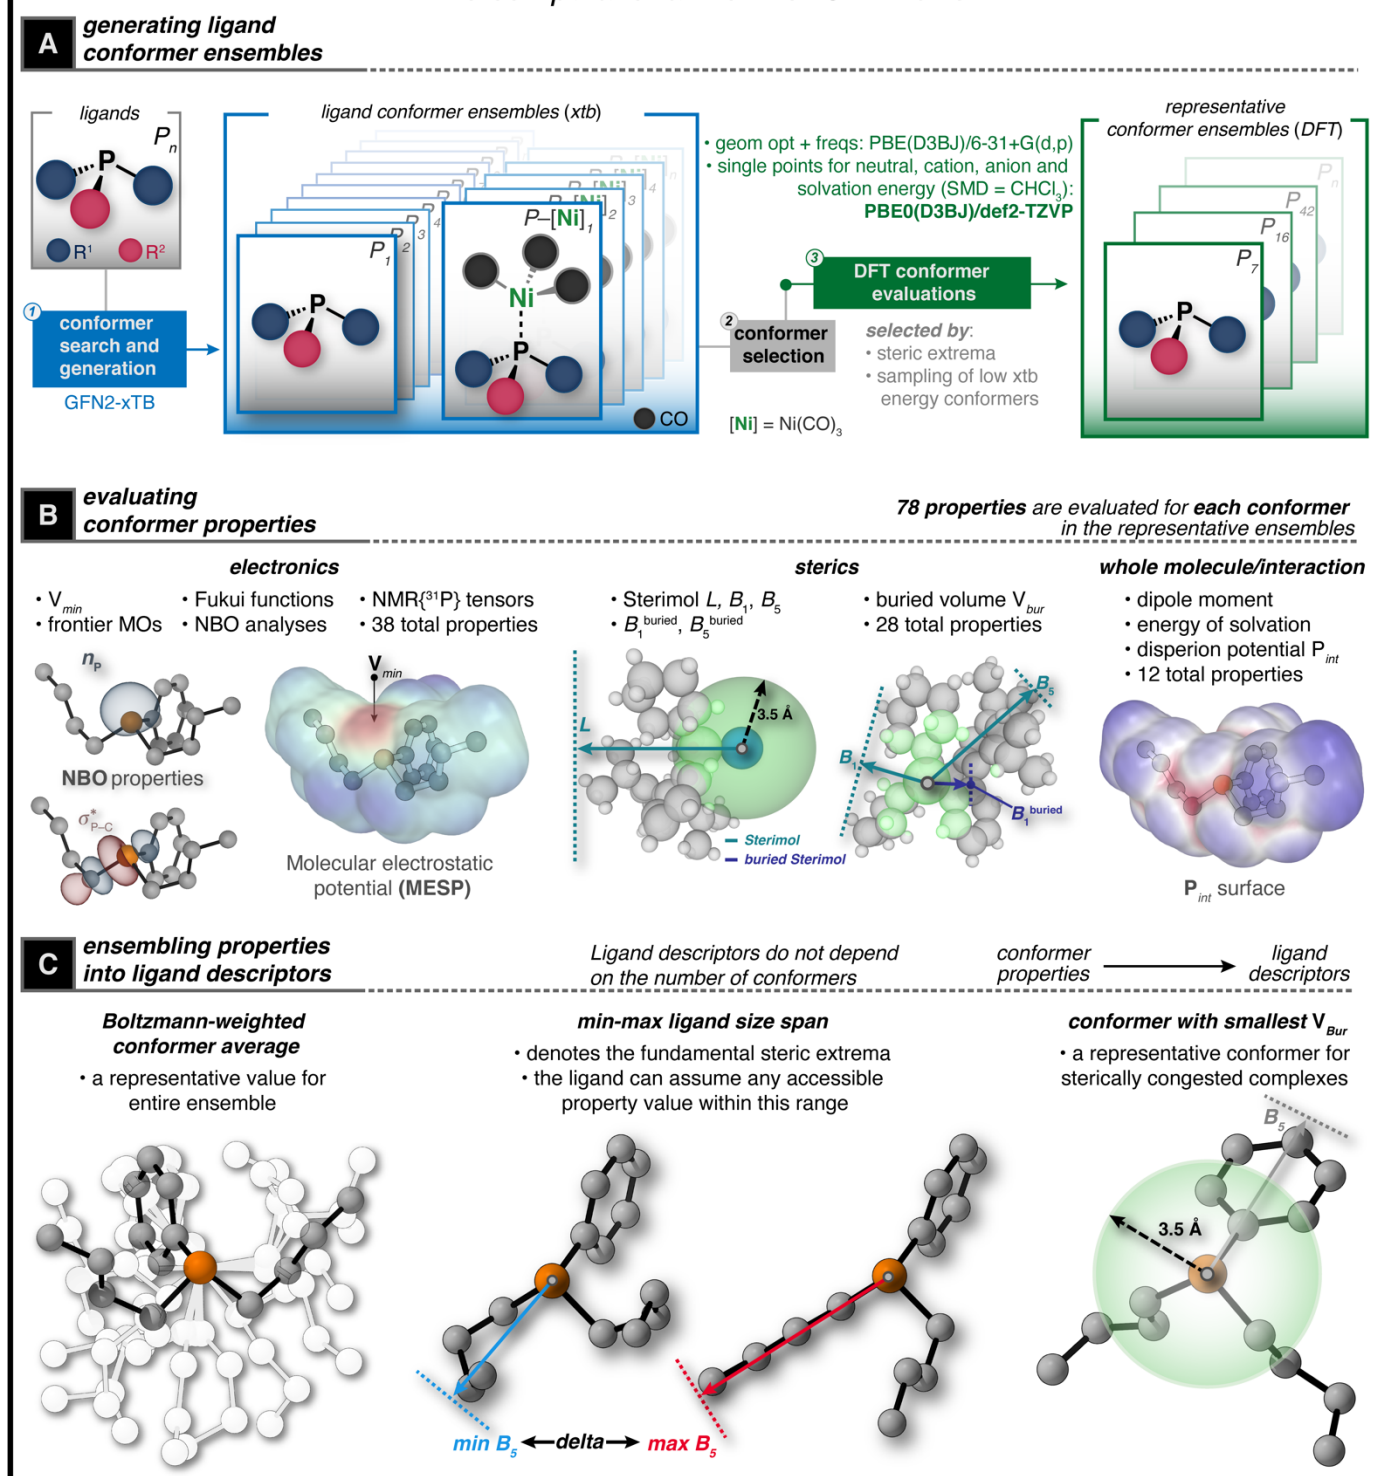 A
generating ligand
conformer ensembles
ligands
P
Pn
R¹
R²
1
conformer
search and
generation
GFN2-xTB
ligand conformer ensembles (xtb)
P1
2
3
4
P
P–[Ni]1
2
3
4
n
Ni
P
CO
• geom opt + freqs: PBE(D3BJ)/6-31+G(d,p)
• single points for neutral, cation, anion and
solvation energy (SMD = CHCl3):
PBE0(D3BJ)/def2-TZVP
3
DFT conformer
evaluations
2
conformer
selection
selected by:
• steric extrema
• sampling of low xtb
energy conformers
[Ni] = Ni(CO)3
representative
conformer ensembles (DFT)
Pn
P42
P16
P7
P
B
evaluating
conformer properties
78 properties are evaluated for each conformer
in the representative ensembles
electronics
• Vmin
• frontier MOs
• Fukui functions
• NBO analyses
• NMR{³¹P} tensors
• 38 total properties
nP
NBO properties
σ*P–C
Vmin
Molecular electrostatic
potential (MESP)
sterics
• Sterimol L, B1, B5
• B1buried, B5buried
• buried volume Vbur
• 28 total properties
L
3.5 Å
B5
B1
B1buried
Sterimol
buried Sterimol
whole molecule/interaction
• dipole moment
• energy of solvation
• disperion potential Pint
• 12 total properties
Pint surface
C
ensembling properties
into ligand descriptors
Ligand descriptors do not depend
on the number of conformers
conformer
properties
ligand
descriptors
Boltzmann-weighted
conformer average
• a representative value for
entire ensemble
min-max ligand size span
• denotes the fundamental steric extrema
• the ligand can assume any accessible
property value within this range
min B5
delta
max B5
conformer with smallest VBur
• a representative conformer for
sterically congested complexes
B5
3.5 Å